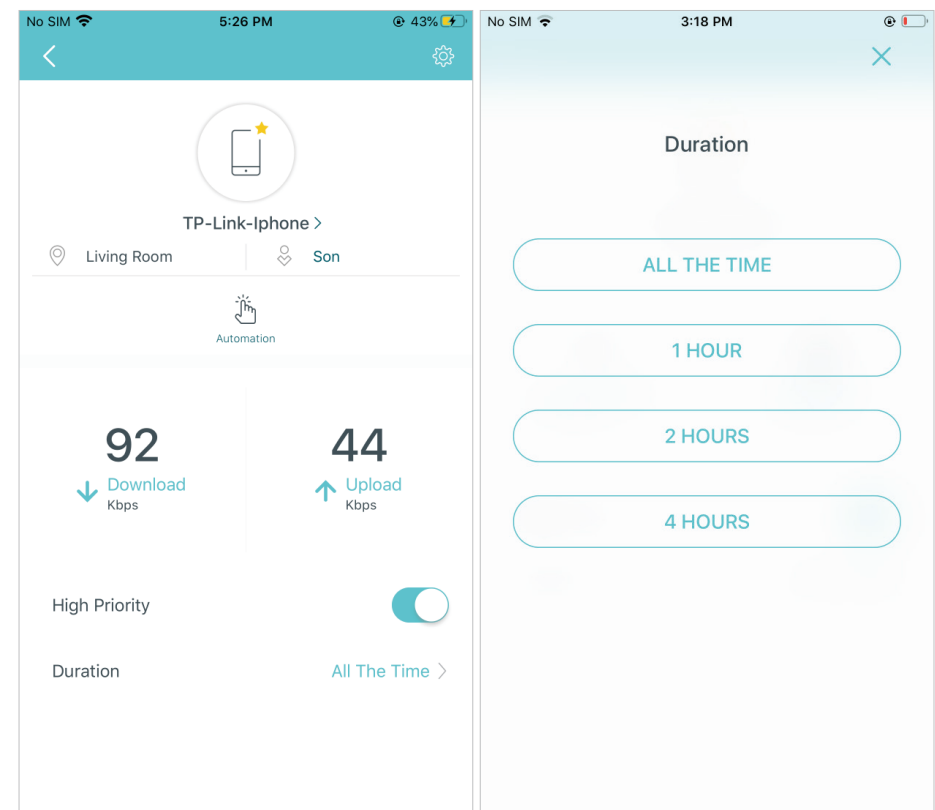 No SIM 5:26 PM 43%
TP-Link-Iphone >
Living Room Son
Automation
92 44
Download Upload
Kbps Kbps
High Priority
Duration All The Time >
No SIM 3:18 PM
Duration
ALL THE TIME
1 HOUR
2 HOURS
4 HOURS